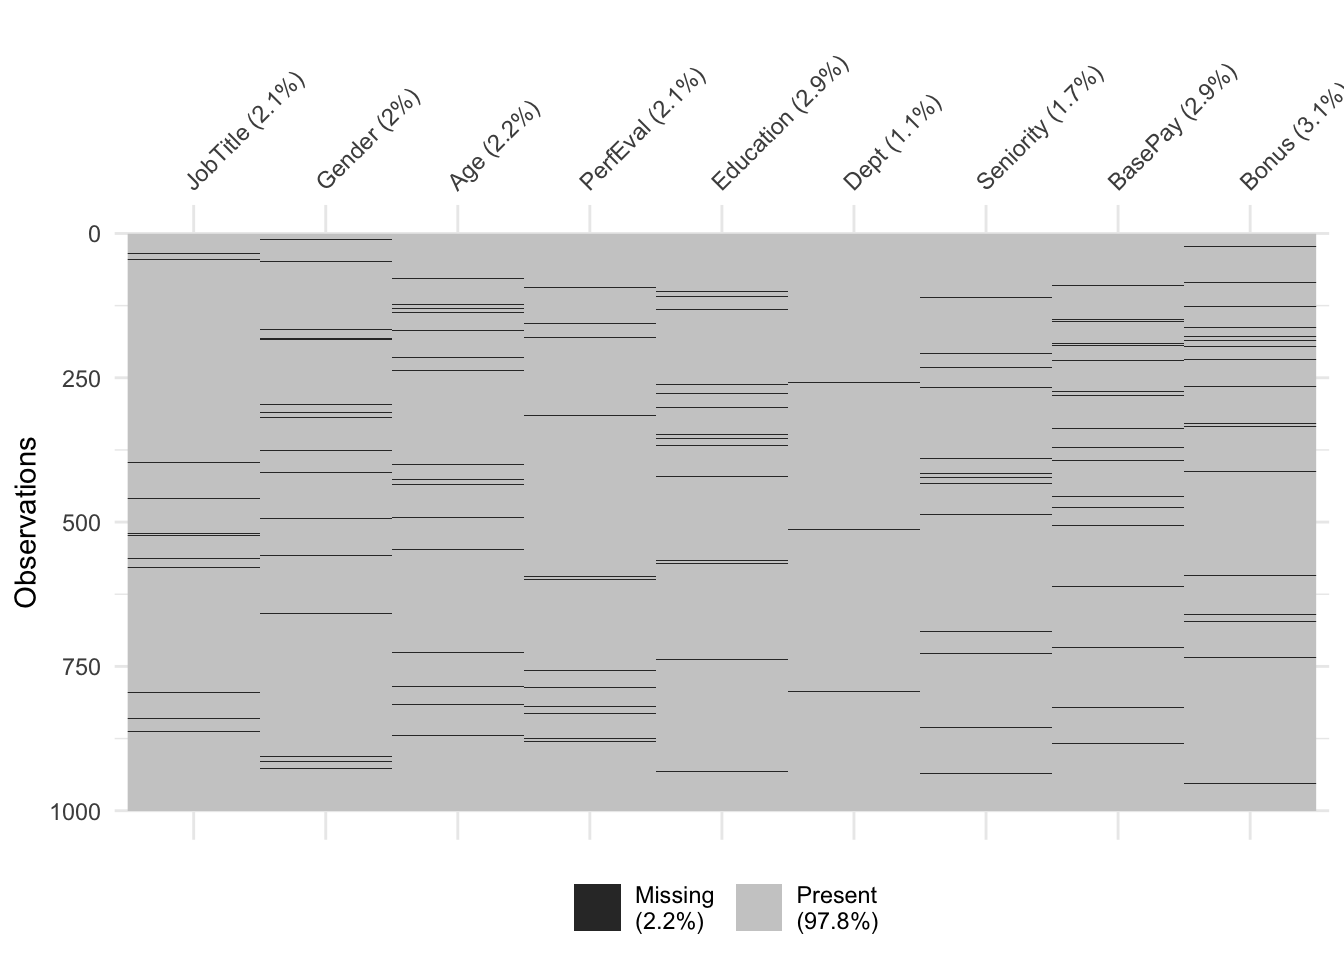 JobTitle (2.1%)
Gender (2%)
Age (2.2%)
PerfEval (2.1%)
Education (2.9%)
Dept (1.1%)
Seniority (1.7%)
BasePay (2.9%)
Bonus (3.1%)
0
250
500
750
1000
Observations
Missing
(2.2%)
Present
(97.8%)